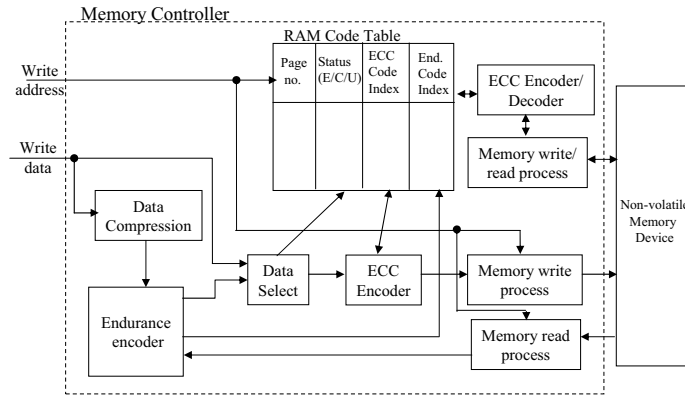 Memory Controller
RAM Code Table
Write
address
Page
no.
Status
(E/C/U)
ECC
Code
Index
End.
Code
Index
ECC Encoder/
Decoder
Write
data
Memory write/
read process
Data
Compression
Non-volatile
Memory
Device
Data
Select
ECC
Encoder
Memory write
process
Endurance
encoder
Memory read
process